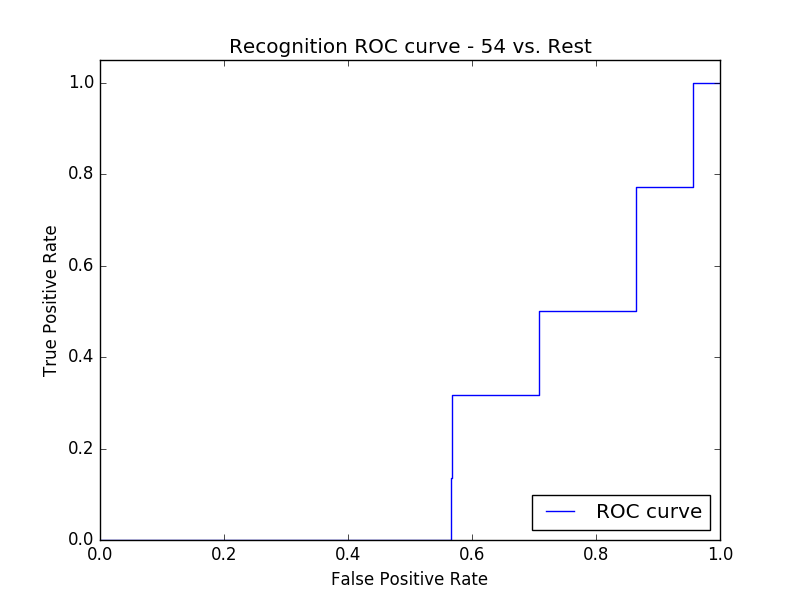 Recognition ROC curve - 54 vs. Rest
1.0
0.8
0.6
0.4
0.2
0.0
True Positive Rate
ROC curve
0.0 0.2 0.4 0.6 0.8 1.0
False Positive Rate